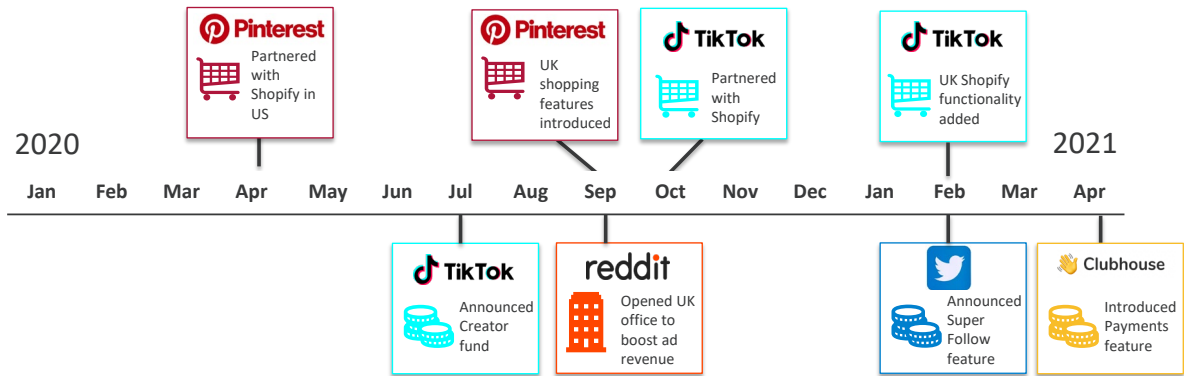 Pinterest
Partnered
with
Shopify in
US
Pinterest
UK
shopping
features
introduced
TikTok
Partnered
with
Shopify
TikTok
UK Shopify
functionality
added
2020
2021
Jan Feb Mar Apr May Jun Jul Aug Sep Oct Nov Dec Jan Feb Mar Apr
TikTok
Announced
Creator
fund
reddit
Opened UK
office to
boost ad
revenue
Announced
Super
Follow
feature
Clubhouse
Introduced
Payments
feature